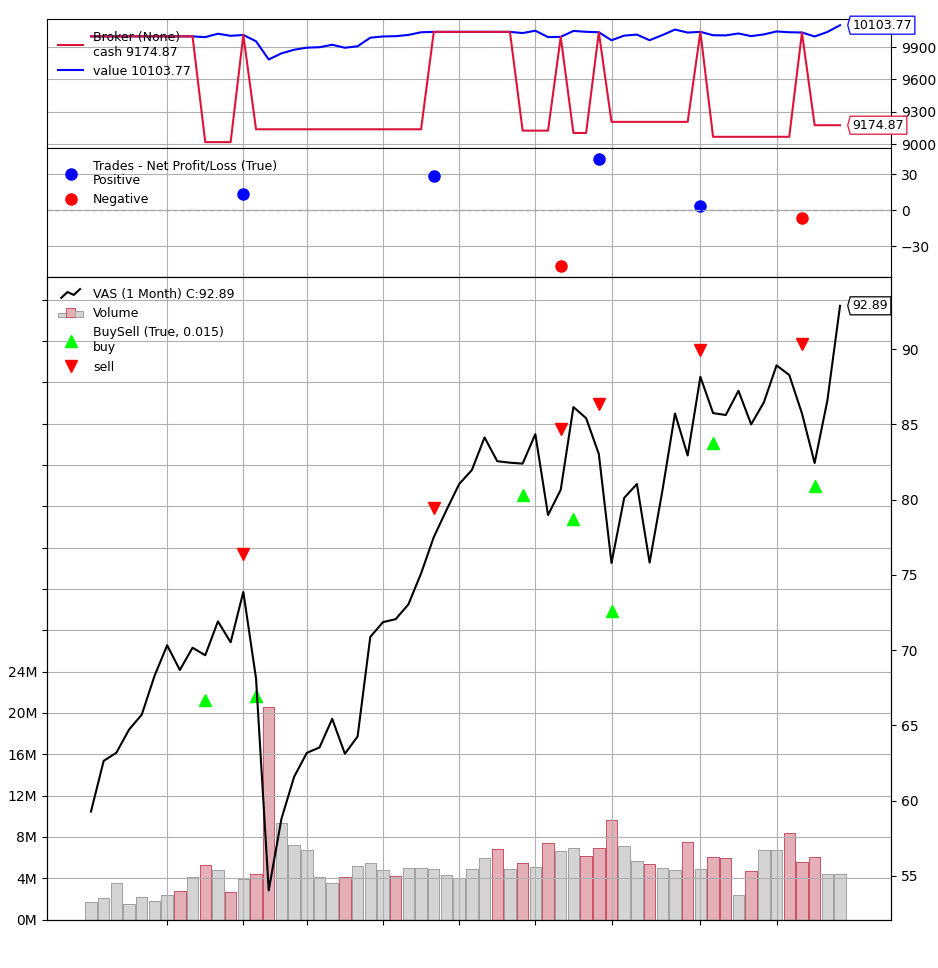 Broker (None)
cash 9174.87
value 10103.77
10103.77
9900
9600
9300
9174.87
9000
Trades - Net Profit/Loss (True)
Positive
Negative
30
0
−30
VAS (1 Month) C:92.89
Volume
BuySell (True, 0.015)
buy
sell
92.89
90
85
80
75
70
65
60
55
24M
20M
16M
12M
8M
4M
0M